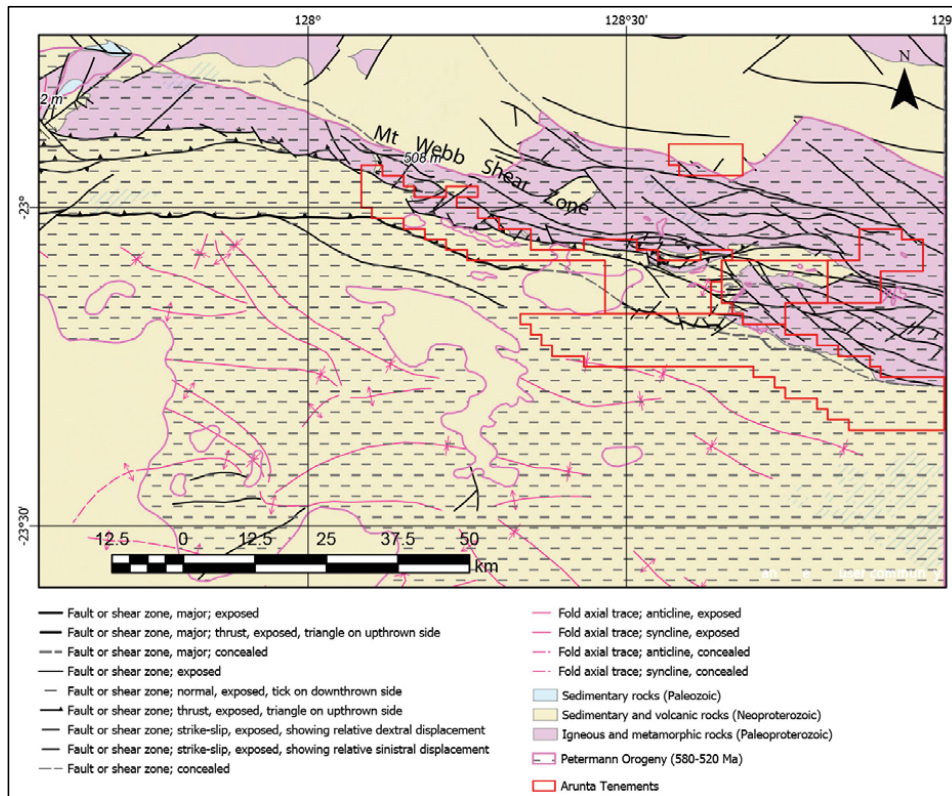 128°
128°30'
129
N
2 m
Mt Webb Shear Zone
508 m
-23°
-23°30'
12.5 0 12.5 25 37.5 50
km
Fault or shear zone, major; exposed
Fault or shear zone, major; thrust, exposed, triangle on upthrown side
Fault or shear zone, major; concealed
Fault or shear zone; exposed
Fault or shear zone; normal, exposed, tick on downthrown side
Fault or shear zone; thrust, exposed, triangle on upthrown side
Fault or shear zone; strike-slip, exposed, showing relative dextral displacement
Fault or shear zone; strike-slip, exposed, showing relative sinistral displacement
Fault or shear zone; concealed
Fold axial trace; anticline, exposed
Fold axial trace; syncline, exposed
Fold axial trace; anticline, concealed
Fold axial trace; syncline, concealed
Sedimentary rocks (Paleozoic)
Sedimentary and volcanic rocks (Neoproterozoic)
Igneous and metamorphic rocks (Paleoproterozoic)
Petermann Orogeny (580-520 Ma)
Arunta Tenements